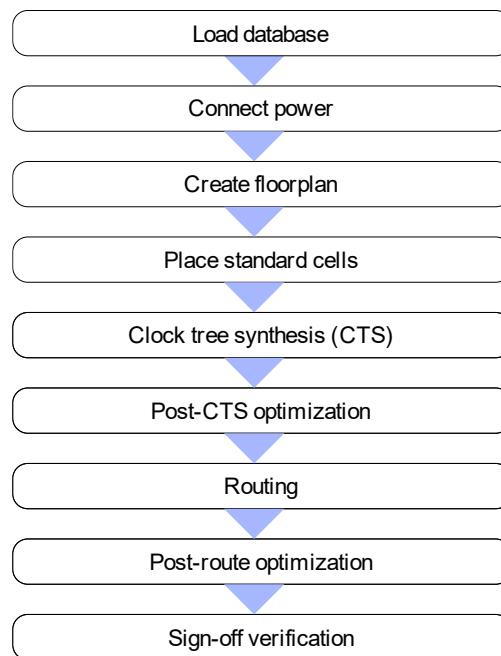 Load database
Connect power
Create floorplan
Place standard cells
Clock tree synthesis (CTS)
Post-CTS optimization
Routing
Post-route optimization
Sign-off verification